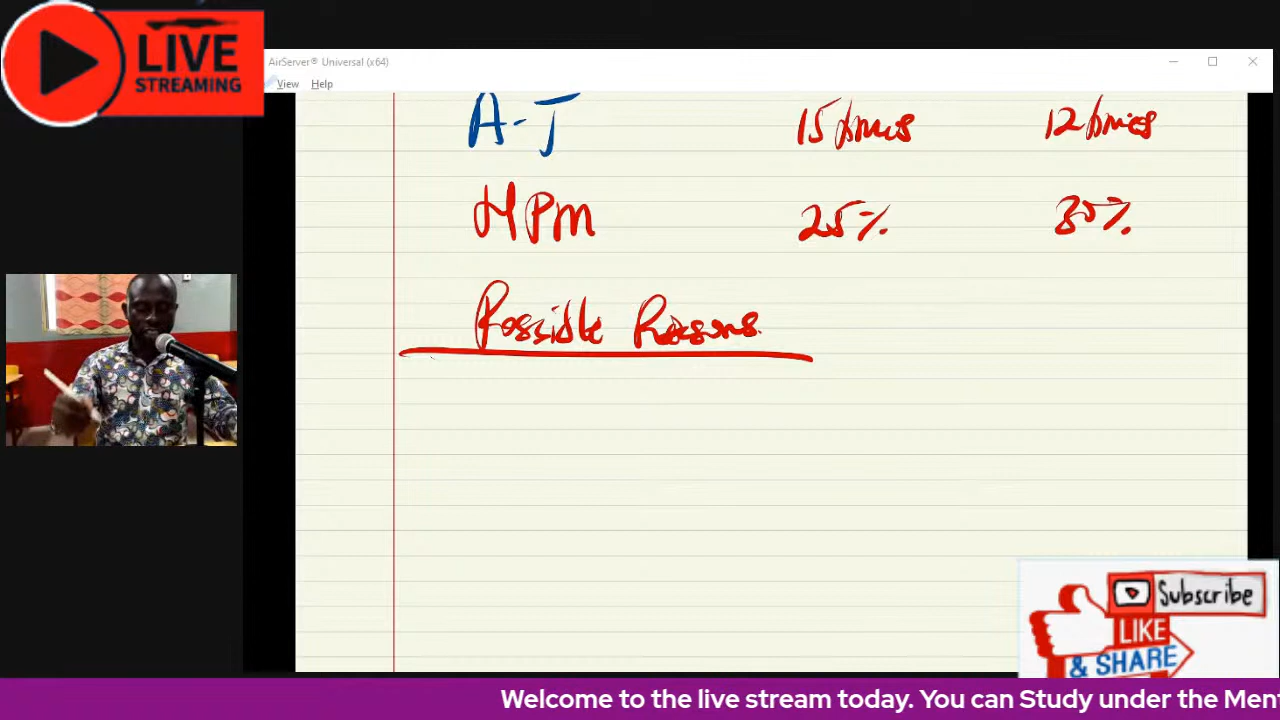 LIVE
STREAMING
AirServer® Universal (x64)
View Help
A-T 15 times 12 times
HPM 25% 35%
Possible Reasons.
Subscribe
LIKE
& SHARE
Welcome to the live stream today. You can Study under the Ment